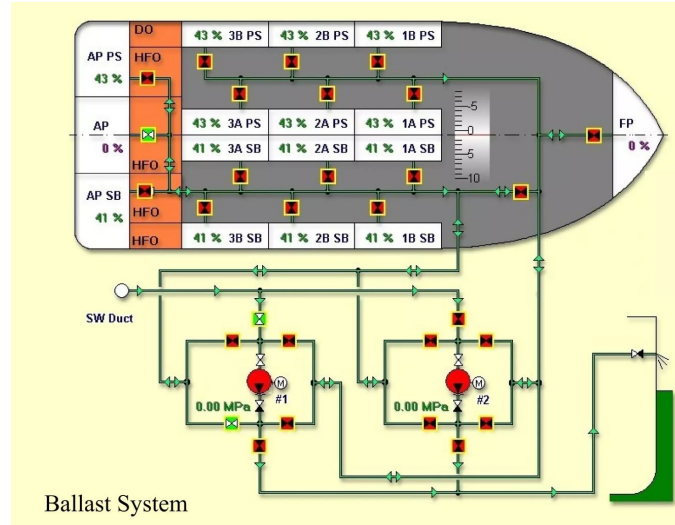 DO 43 % 3B PS 43 % 2B PS 43 % 1B PS
AP PS HFO
43 %
AP 43 % 3A PS 43 % 2A PS 43 % 1A PS FP
0 % 41 % 3A SB 41 % 2A SB 41 % 1A SB 0 %
HFO
-5
0
-5
-10
AP SB
41 % HFO
HFO 41 % 3B SB 41 % 2B SB 41 % 1B SB
SW Duct
M M
#1 #2
0.00 MPa 0.00 MPa
Ballast System